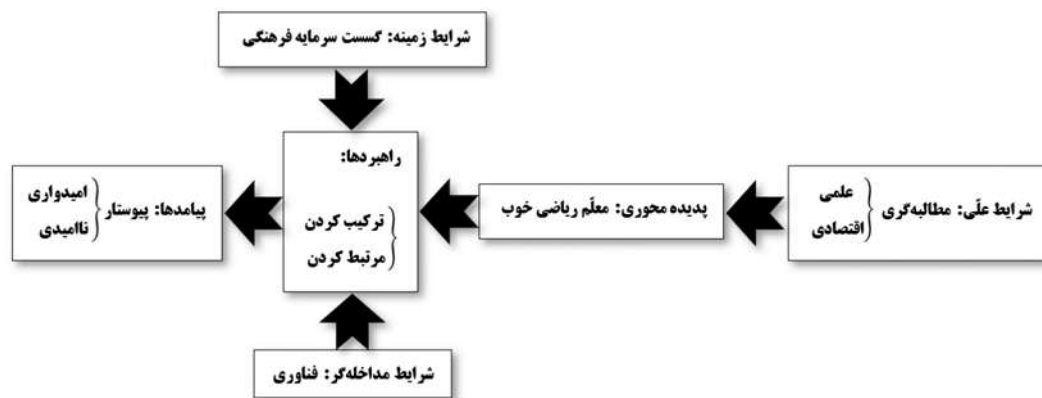 شرایط زمینه: گسست سرمایه فرهنگی
شرایط علّی: مطالبه‌گری
علمی
اقتصادی
پدیده محوری: معلّم ریاضی خوب
راهبردها:
ترکیب کردن
مرتبط کردن
پیامدها: پیوستار
امیدواری
ناامیدی
شرایط مداخله‌گر: فناوری